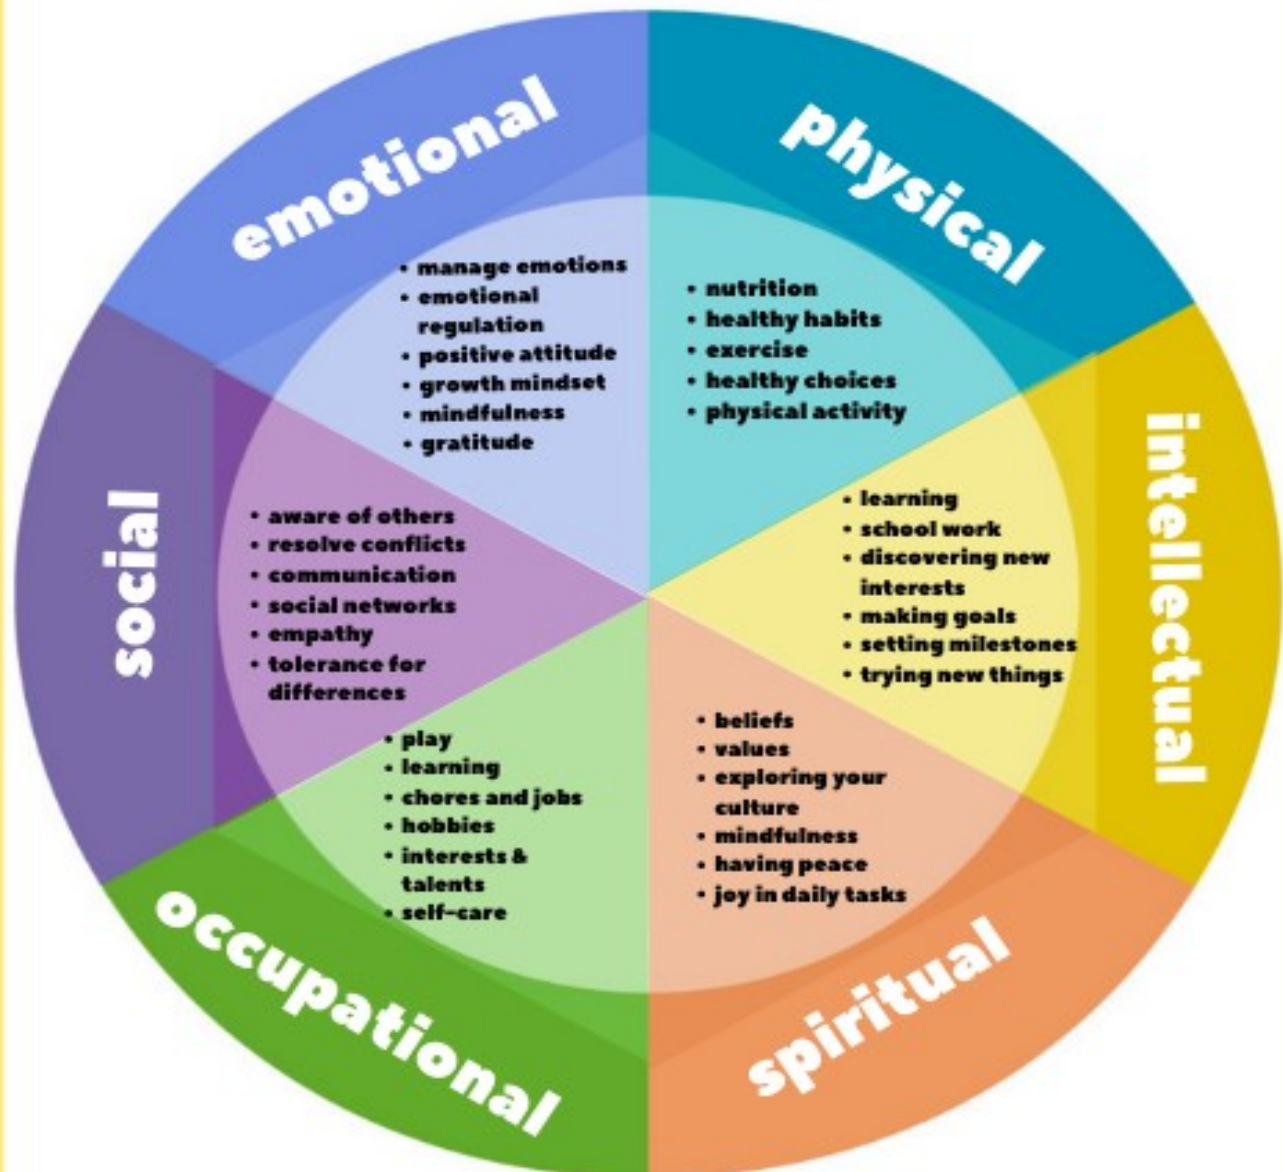 emotional
• manage emotions
• emotional
regulation
• positive attitude
• growth mindset
• mindfulness
• gratitude
physical
• nutrition
• healthy habits
• exercise
• healthy choices
• physical activity
intellectual
• learning
• school work
• discovering new
interests
• making goals
• setting milestones
• trying new things
spiritual
• beliefs
• values
• exploring your
culture
• mindfulness
• having peace
• joy in daily tasks
occupational
• play
• learning
• chores and jobs
• hobbies
• interests &
talents
• self-care
social
• aware of others
• resolve conflicts
• communication
• social networks
• empathy
• tolerance for
differences